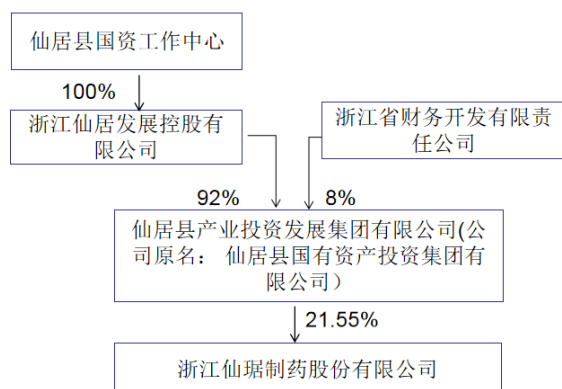 仙居县国资工作中心
100%
浙江仙居发展控股有
限公司
浙江省财务开发有限责
任公司
92%
8%
仙居县产业投资发展集团有限公司(公
司原名： 仙居县国有资产投资集团有
限公司）
21.55%
浙江仙琚制药股份有限公司